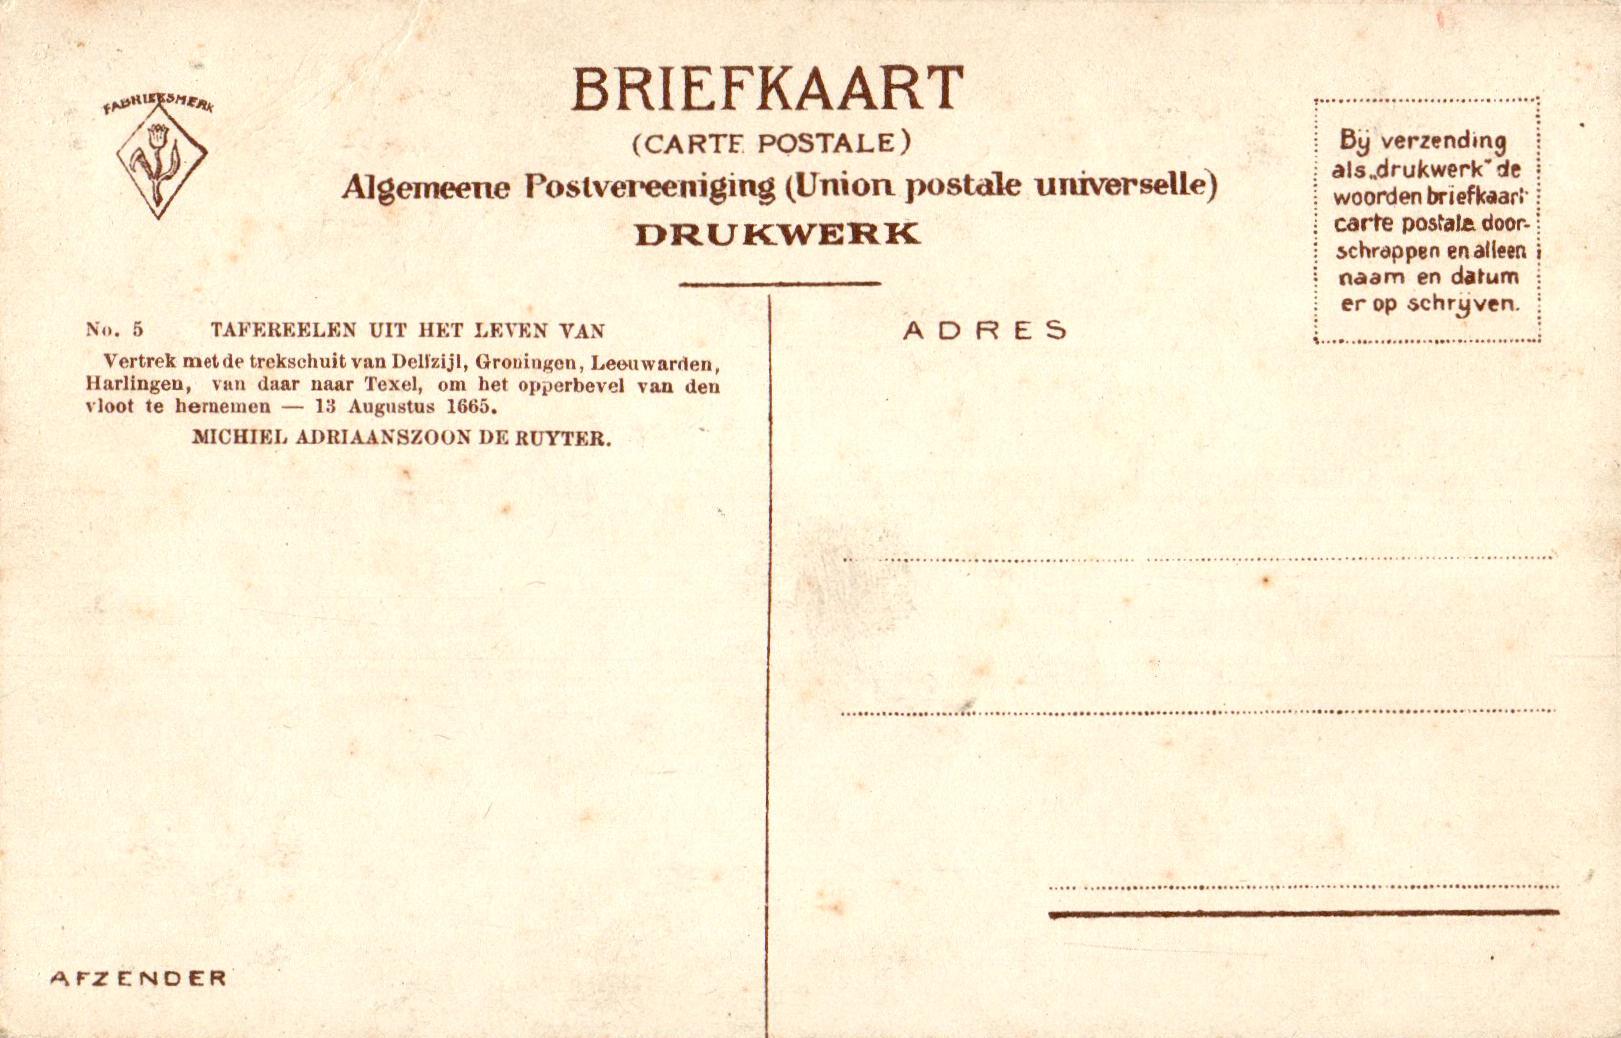 FABRIEKSMERK
BRIEFKAART
(CARTE POSTALE)
Algemeene Postvereeniging (Union postale universelle)
DRUKWERK
Bij verzending
als „drukwerk” de
woorden briefkaart
carte postale door-
schrappen en alleen
naam en datum
er op schrijven.
No. 5 TAFEREELEN UIT HET LEVEN VAN
Vertrek met de trekschuit van Delfzijl, Groningen, Leeuwarden,
Harlingen, van daar naar Texel, om het opperbevel van den
vloot te hernemen — 13 Augustus 1665.
MICHIEL ADRIAANSZOON DE RUYTER.
ADRES
AFZENDER